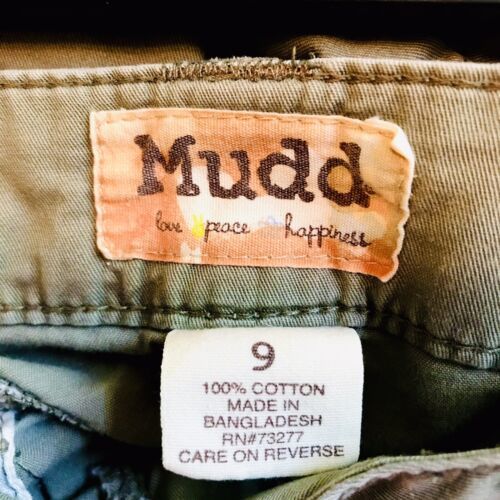 Mudd
love peace happiness
9
100% COTTON
MADE IN
BANGLADESH
RN#73277
CARE ON REVERSE